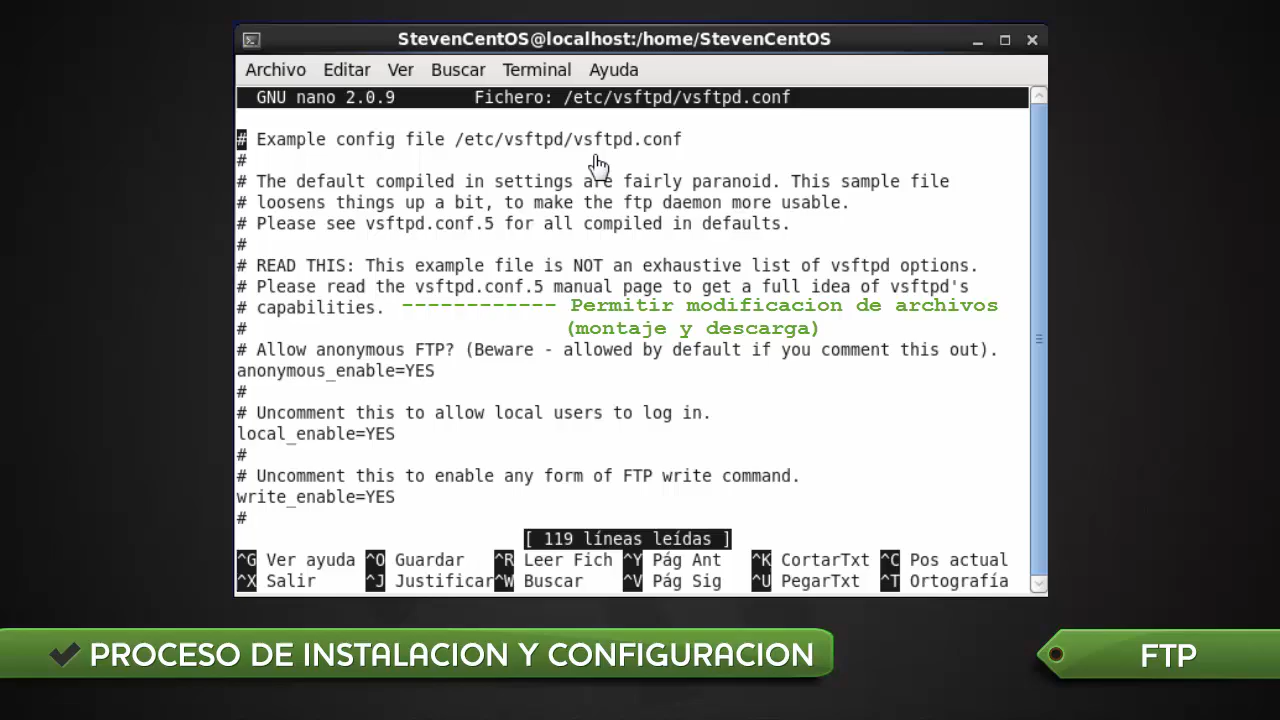 StevenCentOS@localhost:/home/StevenCentOS
Archivo Editar Ver Buscar Terminal Ayuda
GNU nano 2.0.9 Fichero: /etc/vsftpd/vsftpd.conf
# Example config file /etc/vsftpd/vsftpd.conf
#
# The default compiled in settings are fairly paranoid. This sample file
# loosens things up a bit, to make the ftp daemon more usable.
# Please see vsftpd.conf.5 for all compiled in defaults.
#
# READ THIS: This example file is NOT an exhaustive list of vsftpd options.
# Please read the vsftpd.conf.5 manual page to get a full idea of vsftpd's
# capabilities. ------------ Permitir modificacion de archivos
(montaje y descarga)
#
# Allow anonymous FTP? (Beware - allowed by default if you comment this out).
anonymous_enable=YES
#
# Uncomment this to allow local users to log in.
local_enable=YES
#
# Uncomment this to enable any form of FTP write command.
write_enable=YES
#
[ 119 líneas leídas ]
^G Ver ayuda ^O Guardar ^R Leer Fich ^Y Pág Ant ^K CortarTxt ^C Pos actual
^X Salir ^J Justificar ^W Buscar ^V Pág Sig ^U PegarTxt ^T Ortografía
PROCESO DE INSTALACION Y CONFIGURACION
FTP